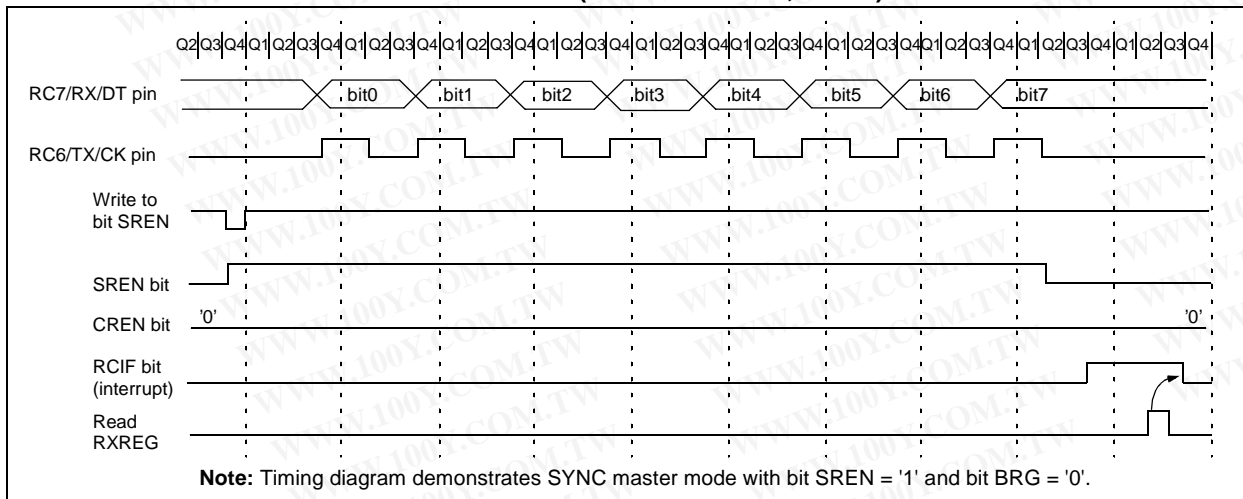 Q2 Q3 Q4 Q1 Q2 Q3 Q4 Q1 Q2 Q3 Q4 Q1 Q2 Q3 Q4 Q1 Q2 Q3 Q4 Q1 Q2 Q3 Q4 Q1 Q2 Q3 Q4 Q1 Q2 Q3 Q4 Q1 Q2 Q3 Q4 Q1 Q2 Q3 Q4 Q1 Q2 Q3 Q4
RC7/RX/DT pin bit0 bit1 bit2 bit3 bit4 bit5 bit6 bit7
RC6/TX/CK pin
Write to
bit SREN
SREN bit
CREN bit '0' '0'
RCIF bit
(interrupt)
Read
RXREG
Note: Timing diagram demonstrates SYNC master mode with bit SREN = '1' and bit BRG = '0'.
WWW.100Y.COM.TW